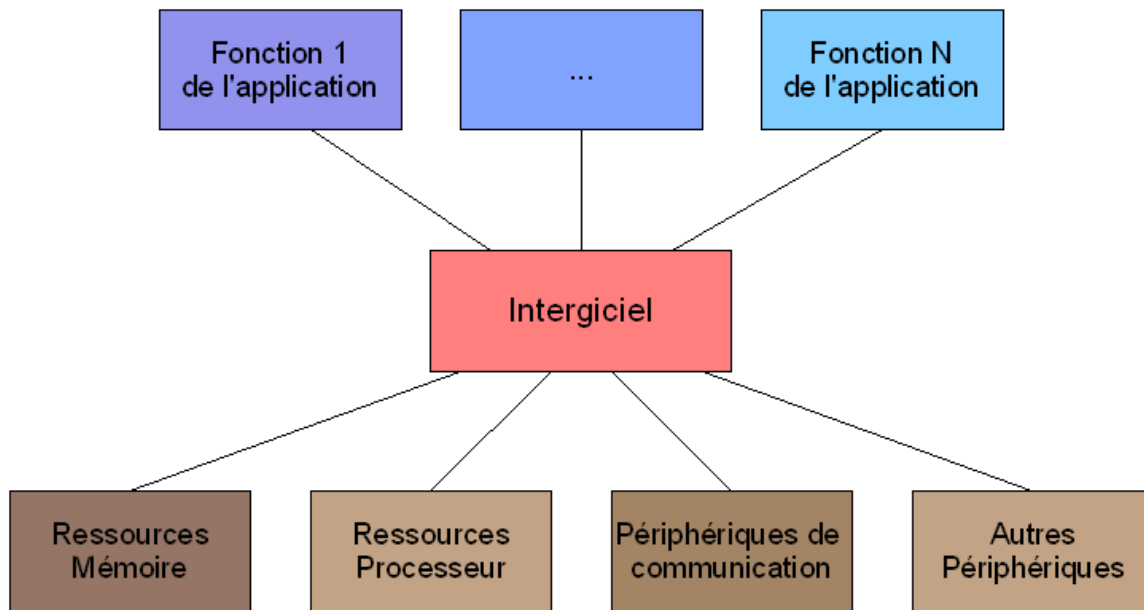 Fonction 1
de l'application
...
Fonction N
de l'application
Intergiciel
Ressources
Mémoire
Ressources
Processeur
Périphériques de
communication
Autres
Périphériques